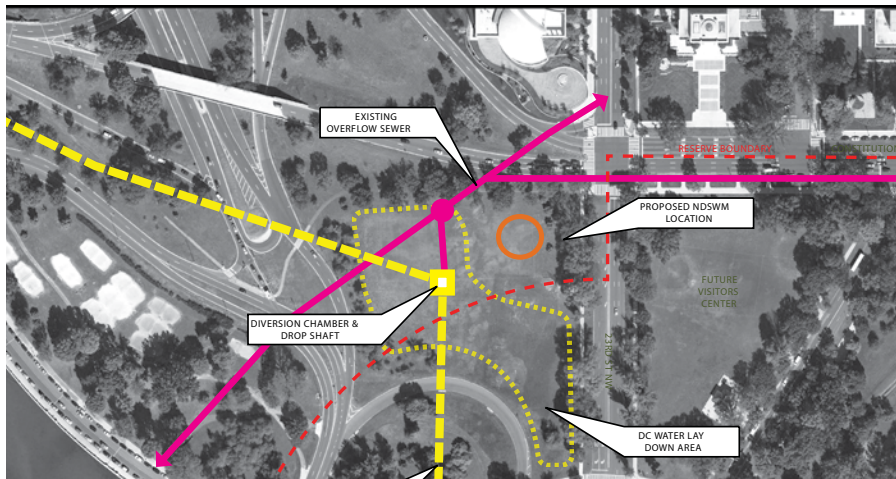 EXISTING
OVERFLOW SEWER
RESERVE BOUNDARY
PROPOSED NDSWM
LOCATION
FUTURE
VISITORS
CENTER
DIVERSION CHAMBER &
DROP SHAFT
23RD ST NW
DC WATER LAY
DOWN AREA